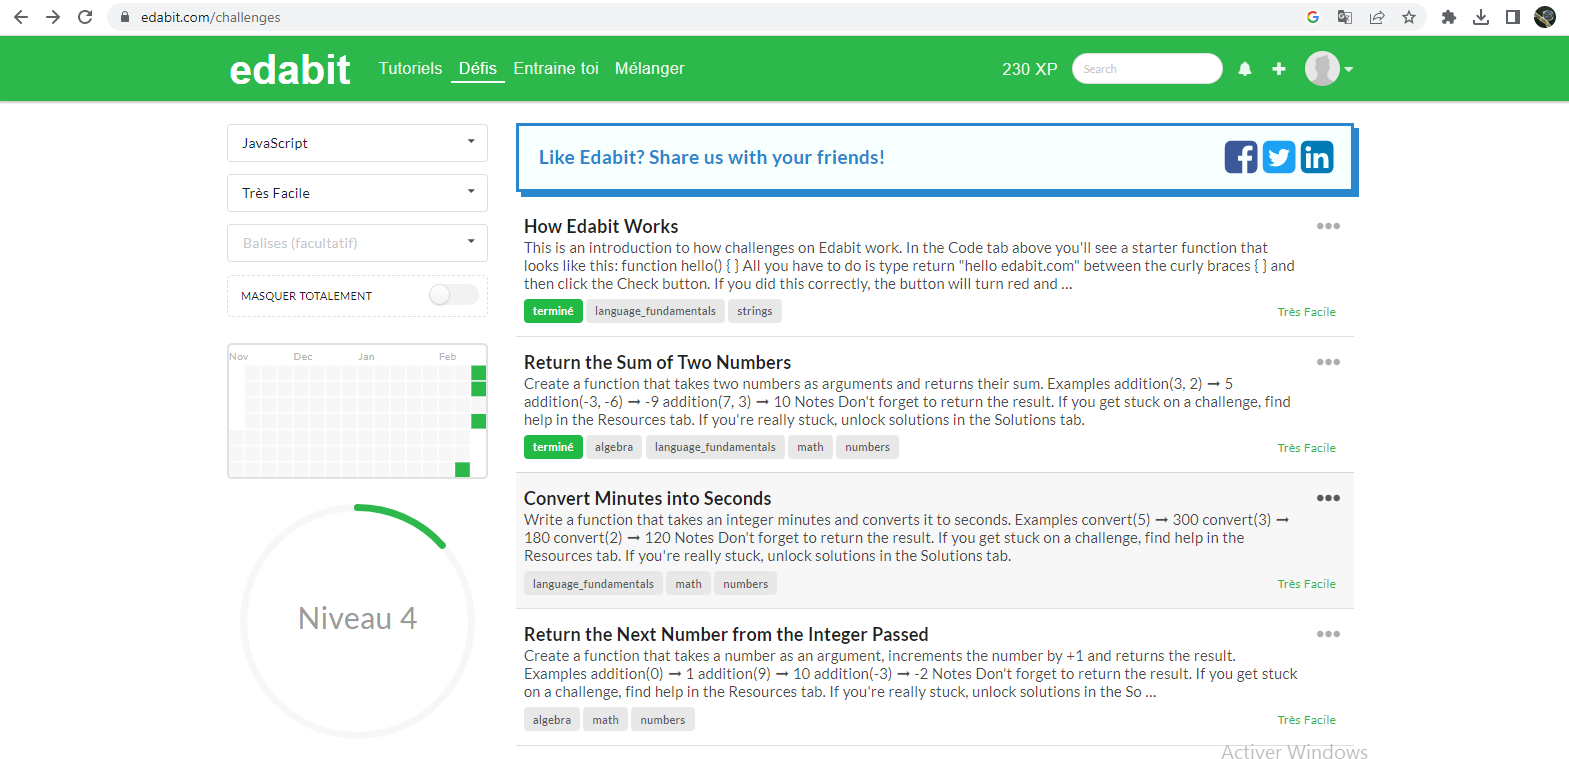 edabit.com/challenges
edabit Tutoriels Défis Entraine toi Mélanger 230 XP Search
JavaScript
Très Facile
Balises (facultatif)
MASQUER TOTALEMENT
Nov Dec Jan Feb
Niveau 4
Like Edabit? Share us with your friends!
How Edabit Works
This is an introduction to how challenges on Edabit work. In the Code tab above you'll see a starter function that
looks like this: function hello() { } All you have to do is type return "hello edabit.com" between the curly braces { } and
then click the Check button. If you did this correctly, the button will turn red and ...
terminé language_fundamentals strings Très Facile
Return the Sum of Two Numbers
Create a function that takes two numbers as arguments and returns their sum. Examples addition(3, 2) ➞ 5
addition(-3, -6) ➞ -9 addition(7, 3) ➞ 10 Notes Don't forget to return the result. If you get stuck on a challenge, find
help in the Resources tab. If you're really stuck, unlock solutions in the Solutions tab.
terminé algebra language_fundamentals math numbers Très Facile
Convert Minutes into Seconds
Write a function that takes an integer minutes and converts it to seconds. Examples convert(5) ➞ 300 convert(3) ➞
180 convert(2) ➞ 120 Notes Don't forget to return the result. If you get stuck on a challenge, find help in the
Resources tab. If you're really stuck, unlock solutions in the Solutions tab.
language_fundamentals math numbers Très Facile
Return the Next Number from the Integer Passed
Create a function that takes a number as an argument, increments the number by +1 and returns the result.
Examples addition(0) ➞ 1 addition(9) ➞ 10 addition(-3) ➞ -2 Notes Don't forget to return the result. If you get stuck
on a challenge, find help in the Resources tab. If you're really stuck, unlock solutions in the So ...
algebra math numbers Très Facile
Activer Windows